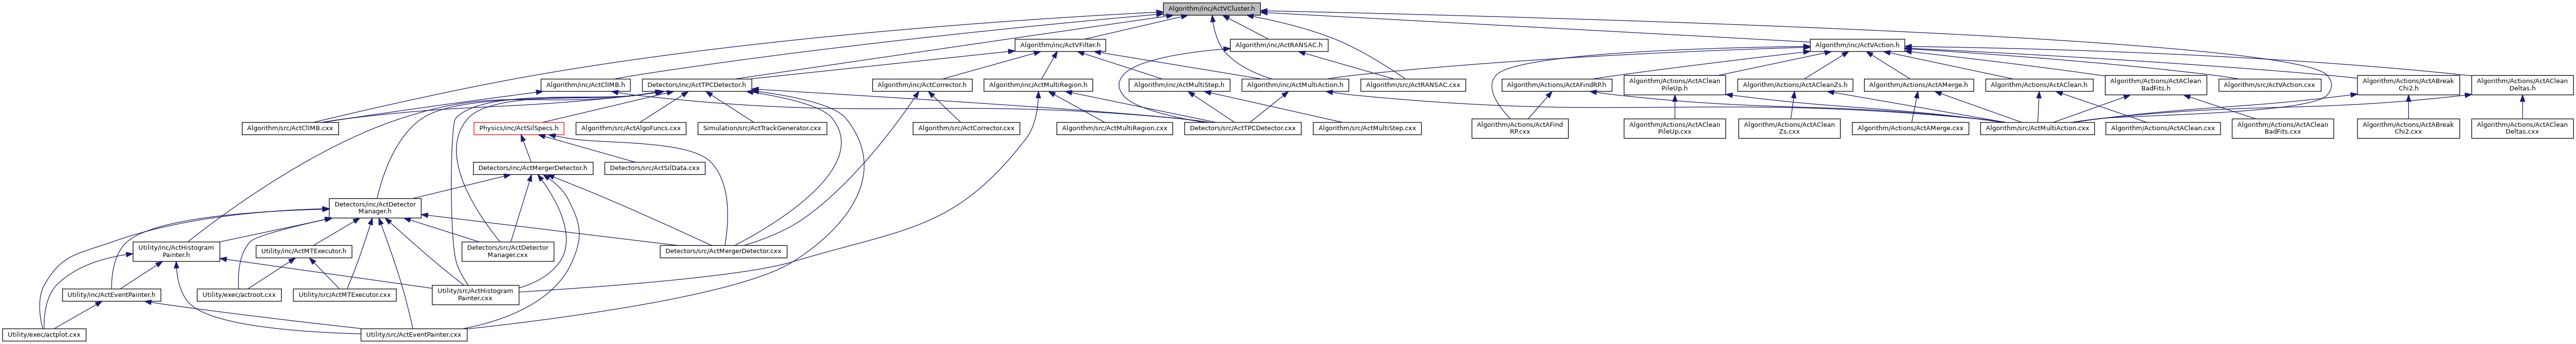 Algorithm/inc/ActVCluster.h
Algorithm/inc/ActVFilter.h
Algorithm/inc/ActRANSAC.h
Algorithm/inc/ActVAction.h
Algorithm/inc/ActClIMB.h
Detectors/inc/ActTPCDetector.h
Algorithm/inc/ActCorrector.h
Algorithm/inc/ActMultiRegion.h
Algorithm/inc/ActMultiStep.h
Algorithm/inc/ActMultiAction.h
Algorithm/src/ActRANSAC.cxx
Algorithm/Actions/ActAFindRP.h
Algorithm/Actions/ActAClean
PileUp.h
Algorithm/Actions/ActACleanZs.h
Algorithm/Actions/ActAMerge.h
Algorithm/Actions/ActAClean.h
Algorithm/Actions/ActAClean
BadFits.h
Algorithm/src/ActVAction.cxx
Algorithm/Actions/ActABreak
Chi2.h
Algorithm/Actions/ActAClean
Deltas.h
Algorithm/src/ActClIMB.cxx
Physics/inc/ActSilSpecs.h
Algorithm/src/ActAlgoFuncs.cxx
Simulation/src/ActTrackGenerator.cxx
Algorithm/src/ActCorrector.cxx
Algorithm/src/ActMultiRegion.cxx
Detectors/src/ActTPCDetector.cxx
Algorithm/src/ActMultiStep.cxx
Algorithm/Actions/ActAFind
RP.cxx
Algorithm/Actions/ActAClean
PileUp.cxx
Algorithm/Actions/ActAClean
Zs.cxx
Algorithm/Actions/ActAMerge.cxx
Algorithm/src/ActMultiAction.cxx
Algorithm/Actions/ActAClean.cxx
Algorithm/Actions/ActAClean
BadFits.cxx
Algorithm/Actions/ActABreak
Chi2.cxx
Algorithm/Actions/ActAClean
Deltas.cxx
Detectors/inc/ActMergerDetector.h
Detectors/src/ActSilData.cxx
Detectors/inc/ActDetector
Manager.h
Utility/inc/ActHistogram
Painter.h
Utility/inc/ActMTExecutor.h
Detectors/src/ActDetector
Manager.cxx
Detectors/src/ActMergerDetector.cxx
Utility/inc/ActEventPainter.h
Utility/exec/actroot.cxx
Utility/src/ActMTExecutor.cxx
Utility/src/ActHistogram
Painter.cxx
Utility/exec/actplot.cxx
Utility/src/ActEventPainter.cxx